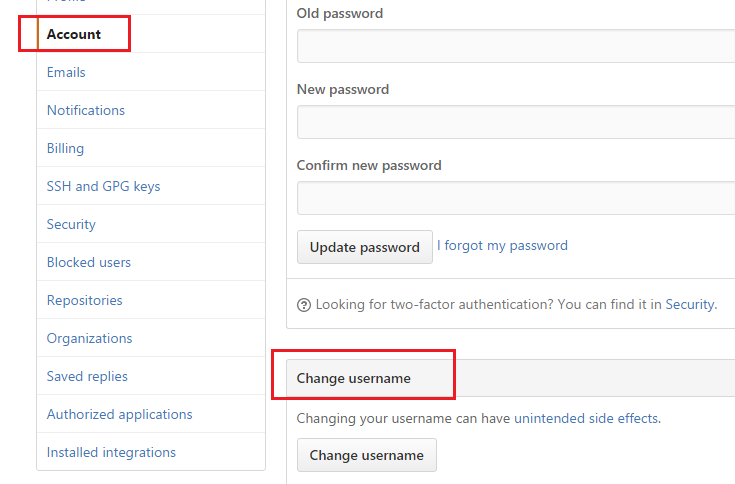 Account
Emails
Notifications
Billing
SSH and GPG keys
Security
Blocked users
Repositories
Organizations
Saved replies
Authorized applications
Installed integrations
Old password
New password
Confirm new password
Update password I forgot my password
Looking for two-factor authentication? You can find it in Security.
Change username
Changing your username can have unintended side effects.
Change username